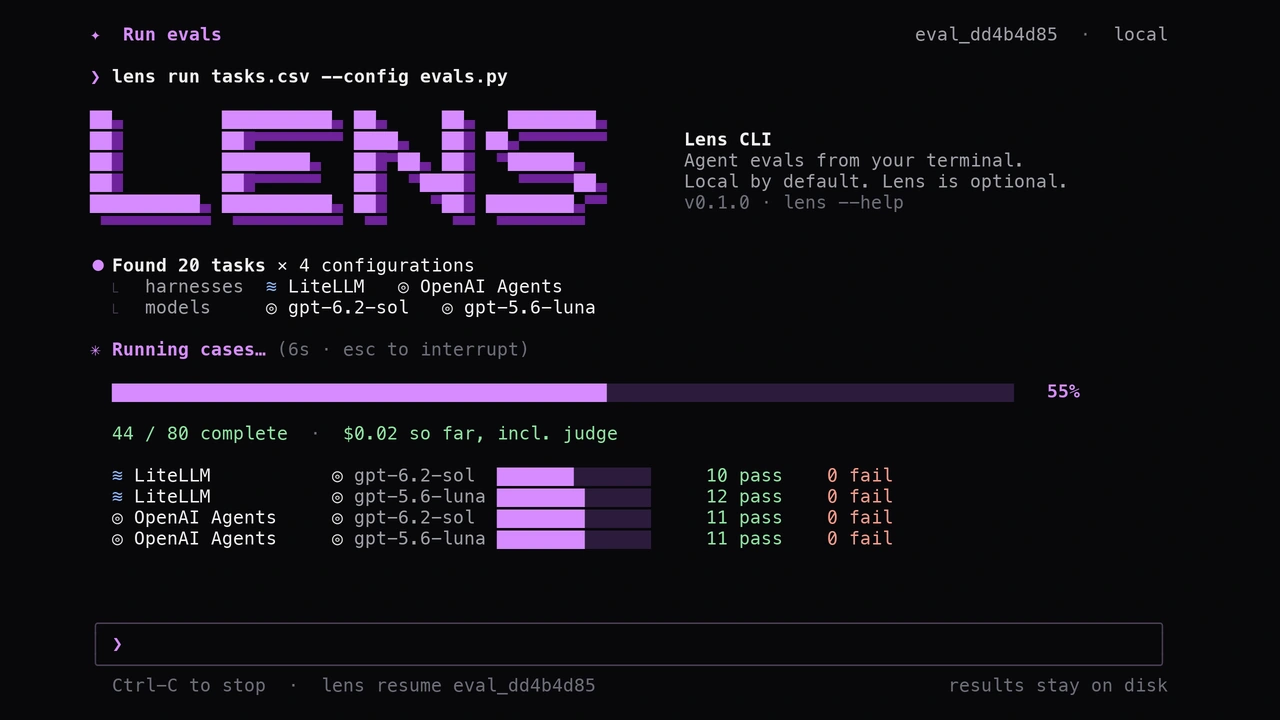 ✦ Run evals eval_dd4b4d85 · local
❯ lens run tasks.csv --config evals.py
LENS
Lens CLI
Agent evals from your terminal.
Local by default. Lens is optional.
v0.1.0 · lens --help
● Found 20 tasks × 4 configurations
└ harnesses ≋ LiteLLM ◎ OpenAI Agents
└ models ◎ gpt-6.2-sol ◎ gpt-5.6-luna
✳ Running cases… (6s · esc to interrupt)
55%
44 / 80 complete · $0.02 so far, incl. judge
≋ LiteLLM ◎ gpt-6.2-sol 10 pass 0 fail
≋ LiteLLM ◎ gpt-5.6-luna 12 pass 0 fail
◎ OpenAI Agents ◎ gpt-6.2-sol 11 pass 0 fail
◎ OpenAI Agents ◎ gpt-5.6-luna 11 pass 0 fail
❯
Ctrl-C to stop · lens resume eval_dd4b4d85 results stay on disk